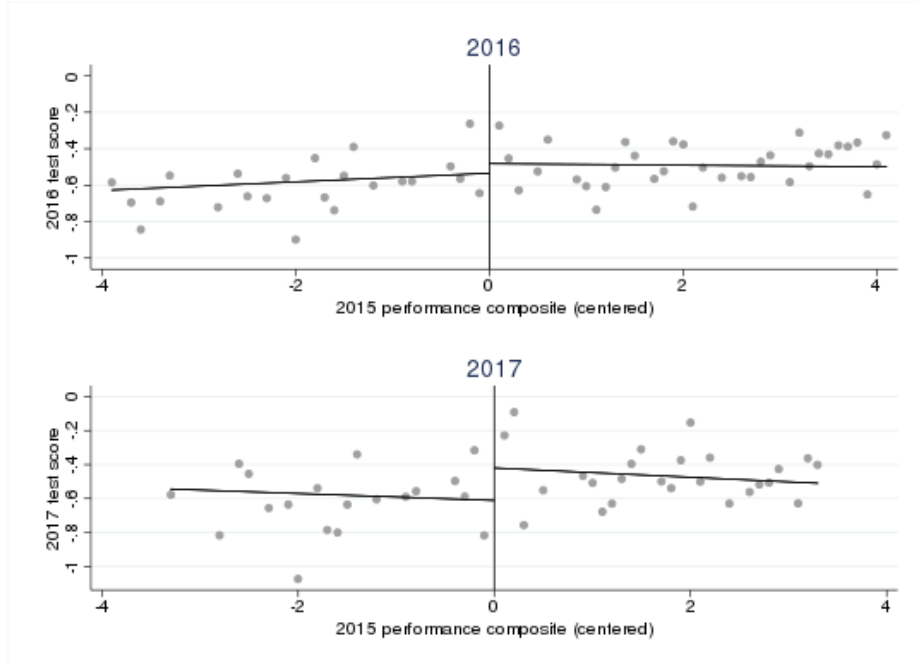 2016
0
-.2
-.4
-.6
-.8
-1
2016 test score
-4 -2 0 2 4
2015 performance composite (centered)
2017
0
-.2
-.4
-.6
-.8
-1
2017 test score
-4 -2 0 2 4
2015 performance composite (centered)